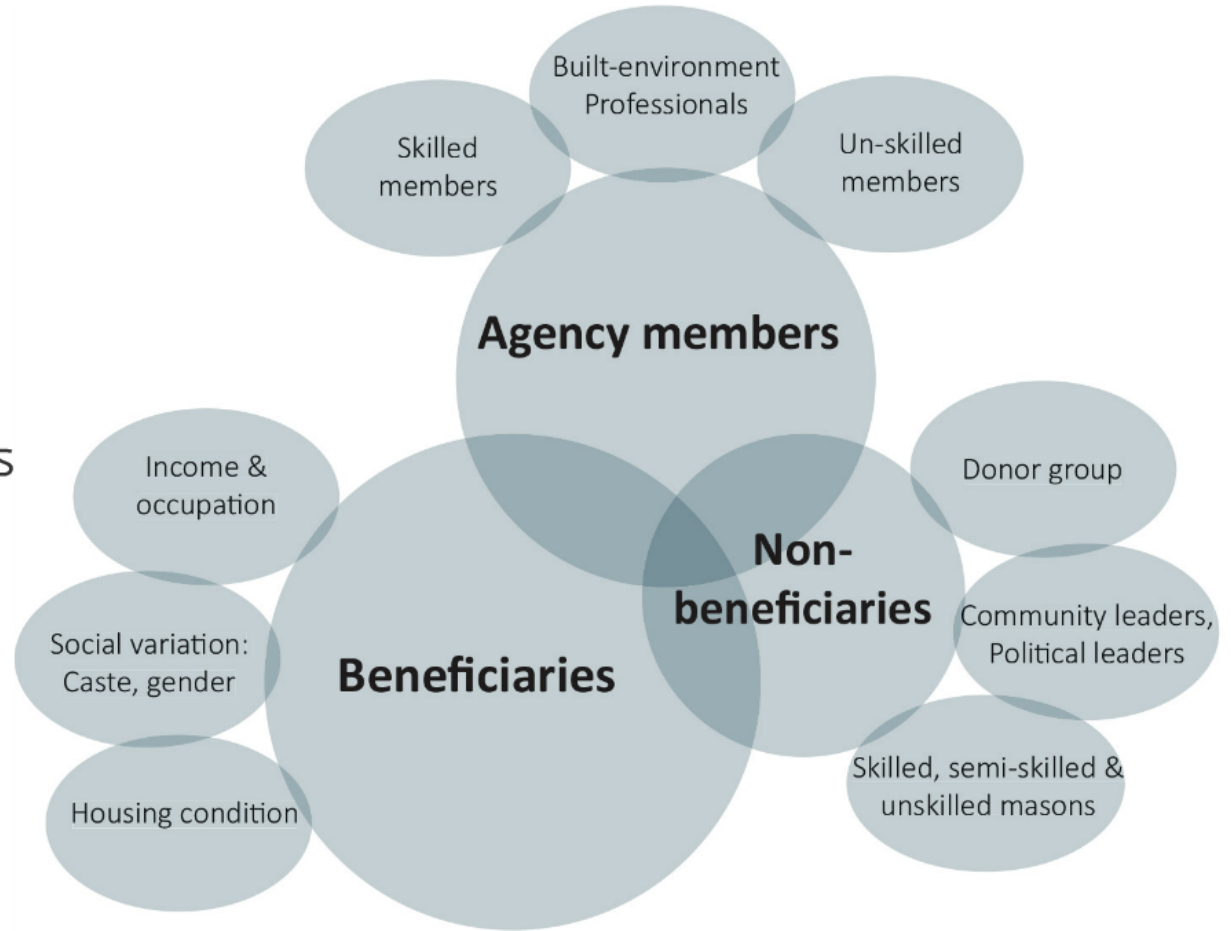 Built-environment
Professionals
Skilled
members
Un-skilled
members
Agency members
Income &
occupation
s
Donor group
Non-
beneficiaries
Social variation:
Caste, gender
Beneficiaries
Community leaders,
Political leaders
Housing condition
Skilled, semi-skilled &
unskilled masons